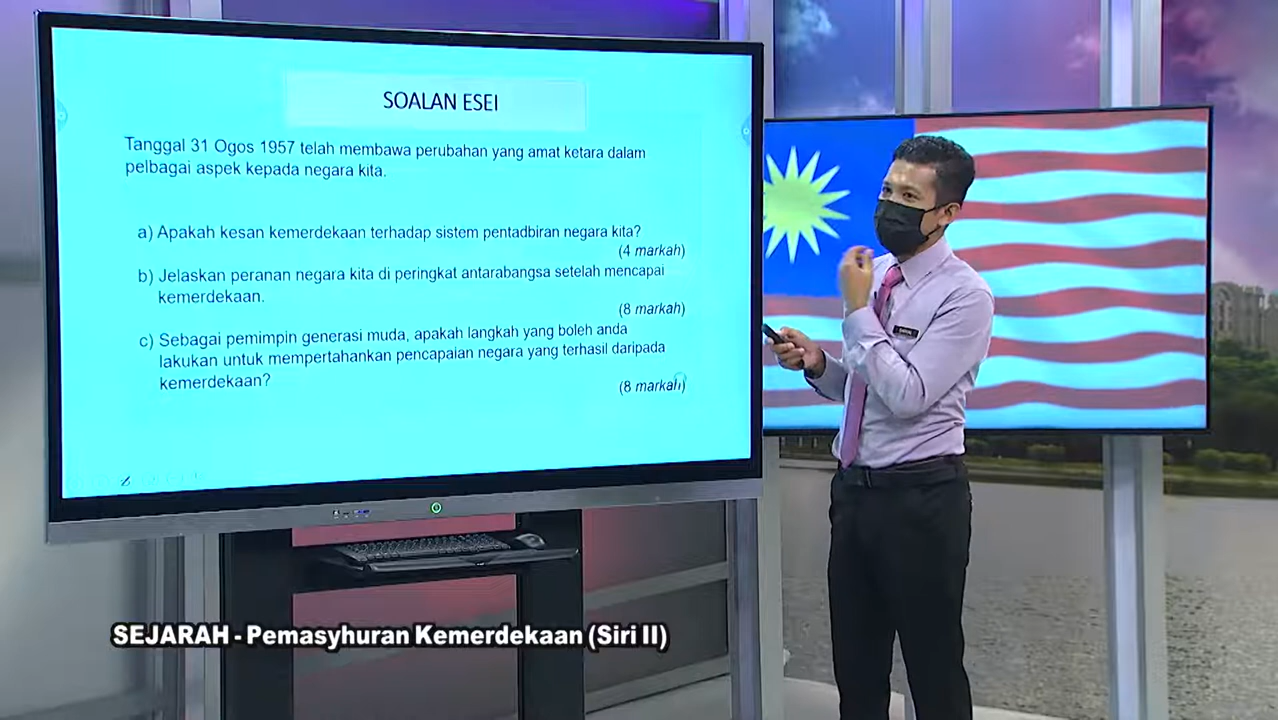 SOALAN ESEI
Tanggal 31 Ogos 1957 telah membawa perubahan yang amat ketara dalam
pelbagai aspek kepada negara kita.
a) Apakah kesan kemerdekaan terhadap sistem pentadbiran negara kita?
(4 markah)
b) Jelaskan peranan negara kita di peringkat antarabangsa setelah mencapai
kemerdekaan.
(8 markah)
c) Sebagai pemimpin generasi muda, apakah langkah yang boleh anda
lakukan untuk mempertahankan pencapaian negara yang terhasil daripada
kemerdekaan?
(8 markah)
SEJARAH - Pemasyhuran Kemerdekaan (Siri II)